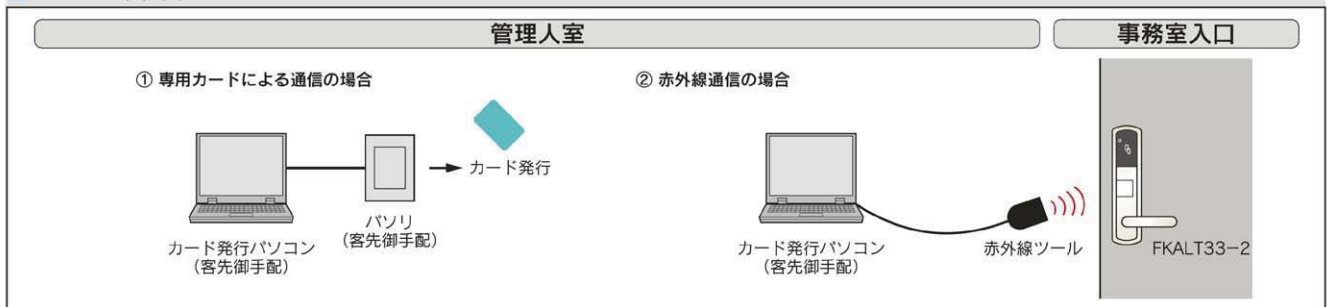 管理人室
事務室入口
① 専用カードによる通信の場合
② 赤外線通信の場合
カード発行
パソリ
(客先御手配)
カード発行パソコン
(客先御手配)
カード発行パソコン
(客先御手配)
赤外線ツール
FKALT33−2